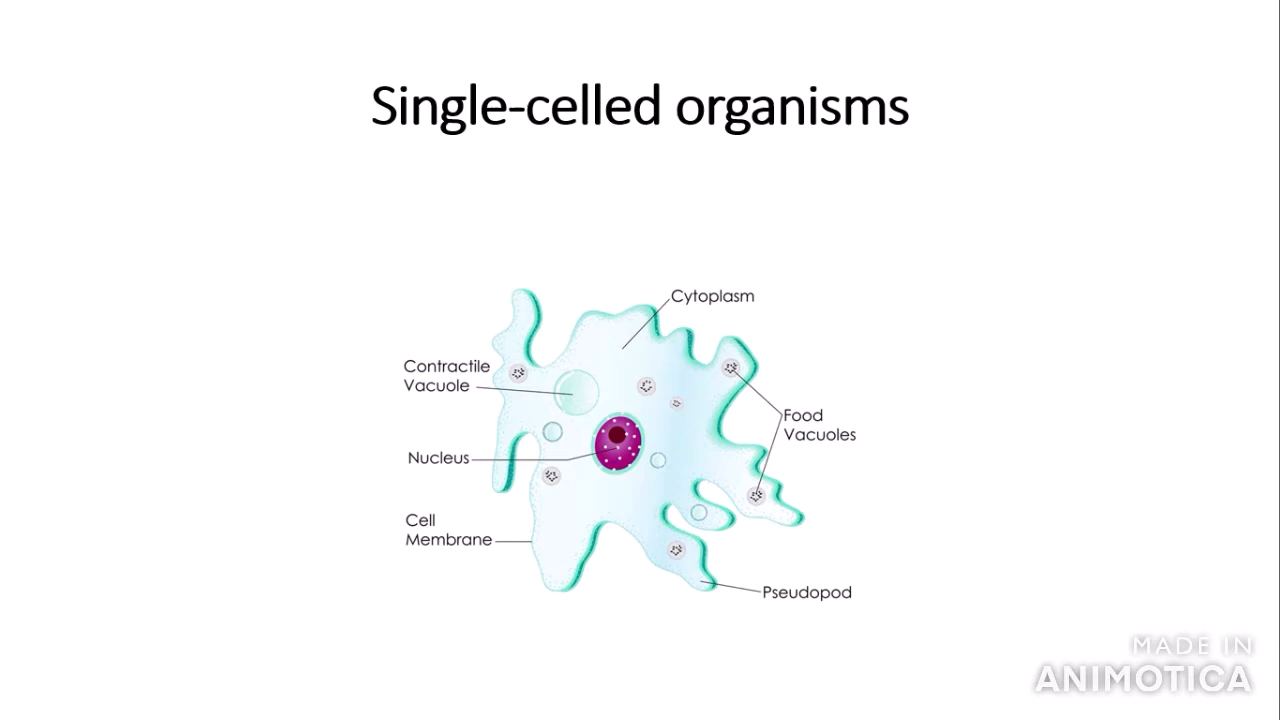 Single-celled organisms
Cytoplasm
Contractile
Vacuole
Food
Vacuoles
Nucleus
Cell
Membrane
Pseudopod
MADE IN
ANIMOTICA